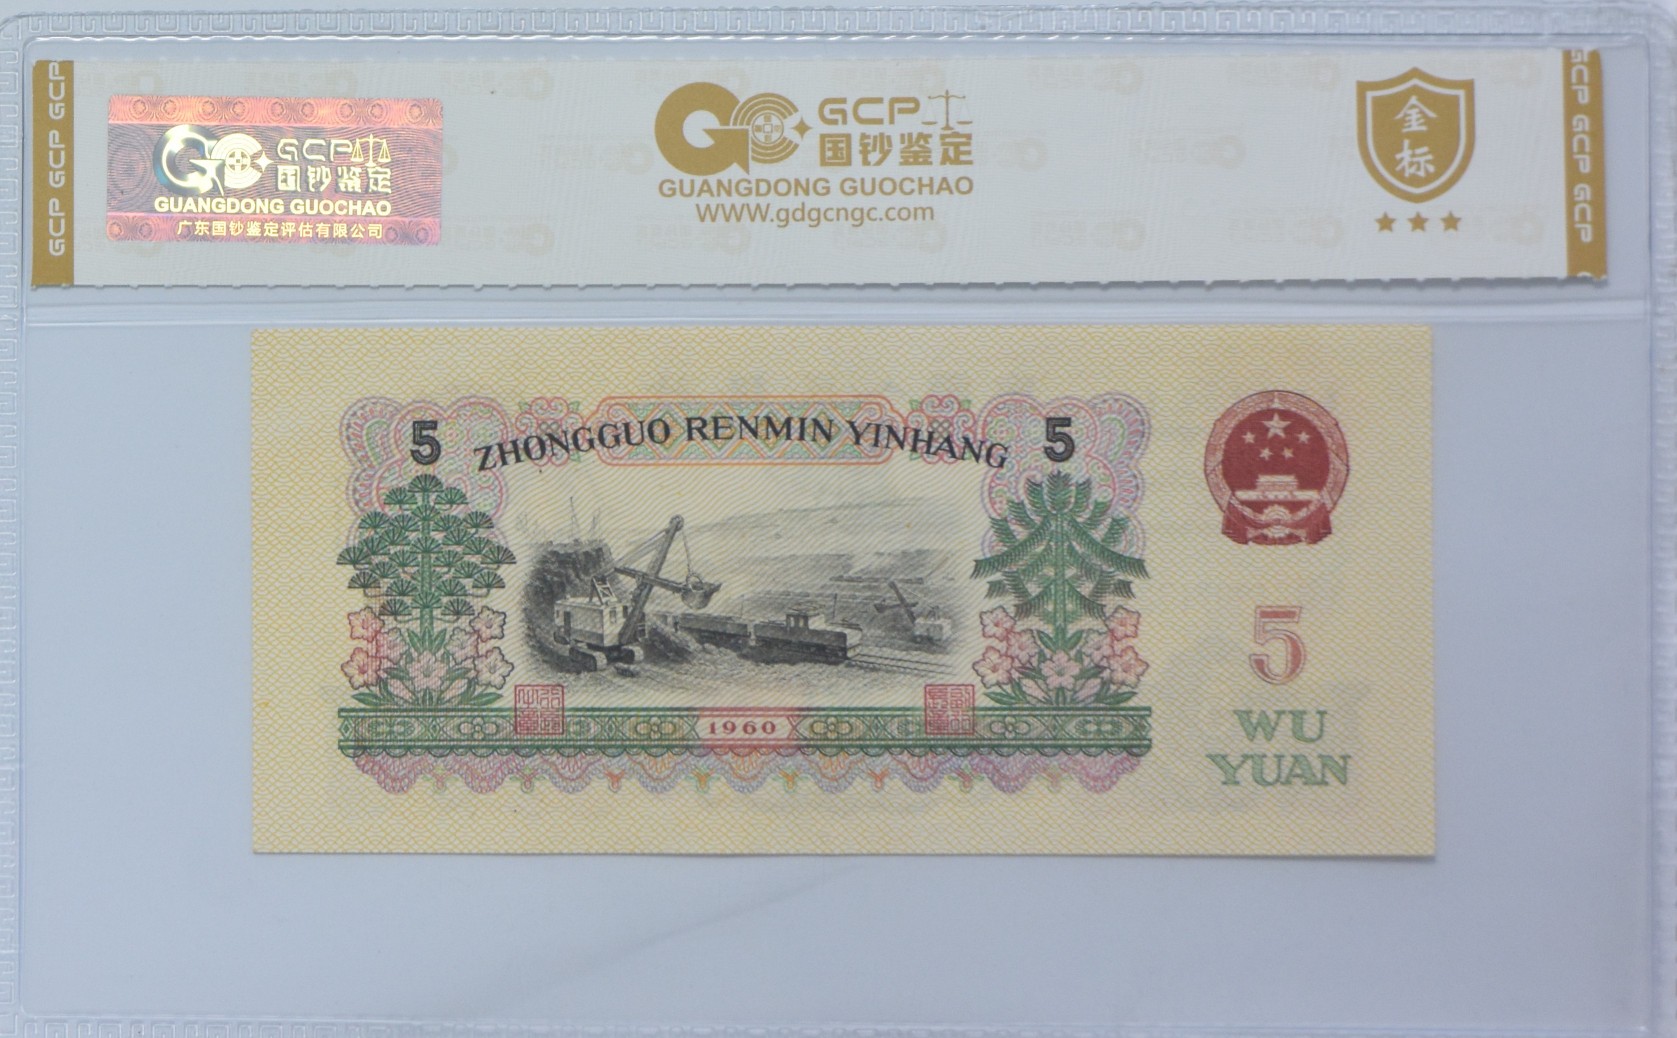 GCP GCP GCP
GCP 国钞鉴定
GUANGDONG GUOCHAO
广东国钞鉴定评估有限公司
GCP
国钞鉴定
GUANGDONG GUOCHAO
WWW.gdgcngc.com
金标
GCP GCP GCP
5
ZHONGGUO RENMIN YINHANG
5
1960
5
WU
YUAN